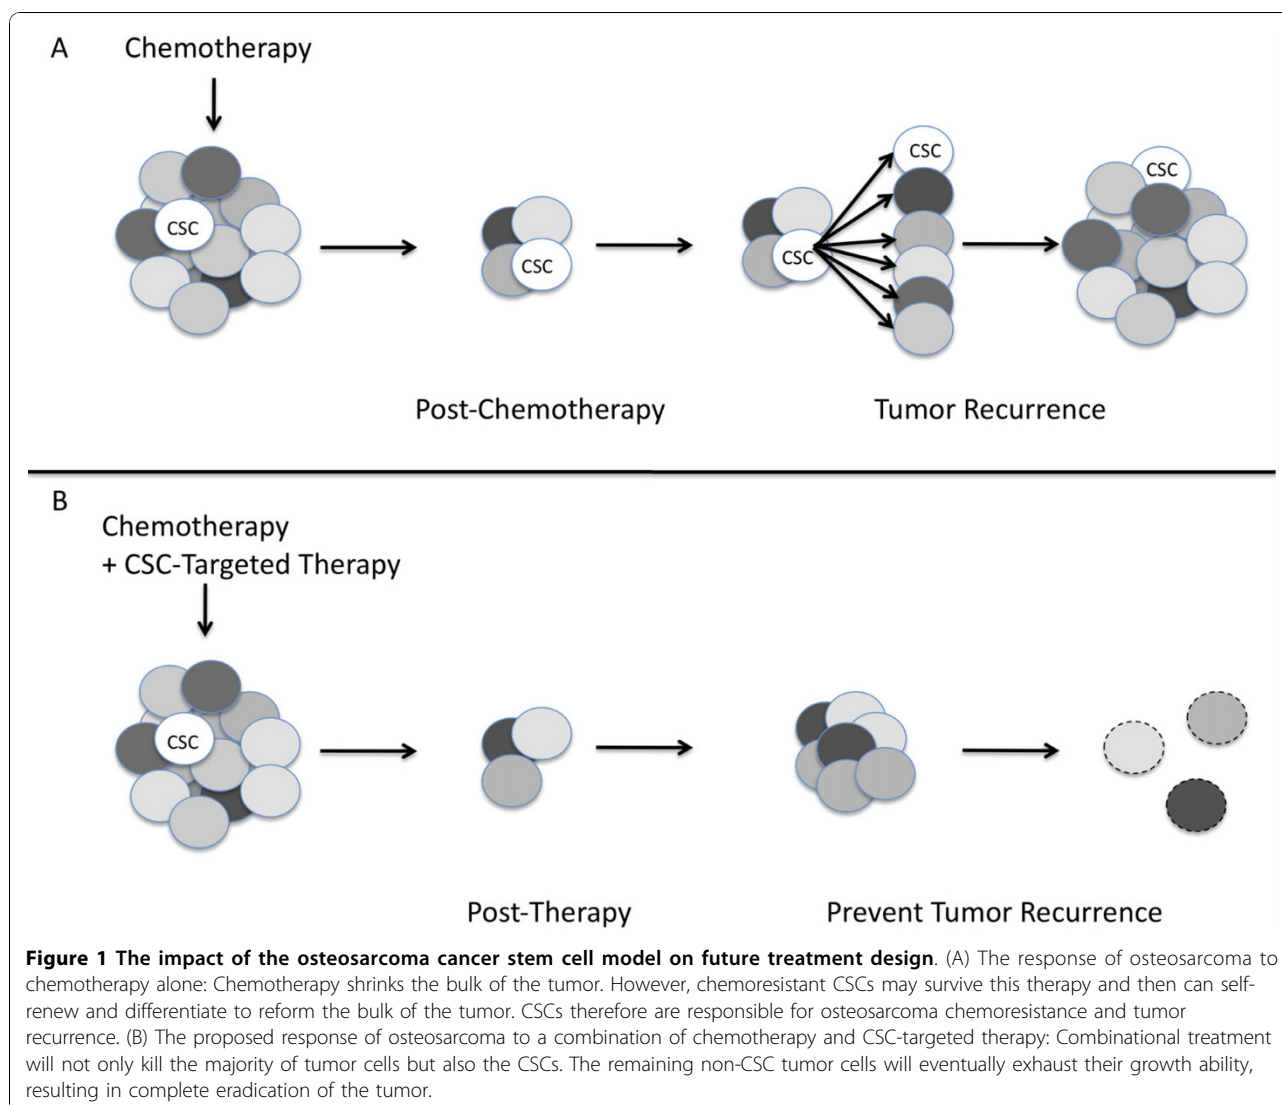 A
Chemotherapy
CSC
CSC
CSC
CSC
CSC
Post-Chemotherapy
Tumor Recurrence
B
Chemotherapy
+ CSC-Targeted Therapy
CSC
Post-Therapy
Prevent Tumor Recurrence
Figure 1 The impact of the osteosarcoma cancer stem cell model on future treatment design. (A) The response of osteosarcoma to
chemotherapy alone: Chemotherapy shrinks the bulk of the tumor. However, chemoresistant CSCs may survive this therapy and then can self-
renew and differentiate to reform the bulk of the tumor. CSCs therefore are responsible for osteosarcoma chemoresistance and tumor
recurrence. (B) The proposed response of osteosarcoma to a combination of chemotherapy and CSC-targeted therapy: Combinational treatment
will not only kill the majority of tumor cells but also the CSCs. The remaining non-CSC tumor cells will eventually exhaust their growth ability,
resulting in complete eradication of the tumor.